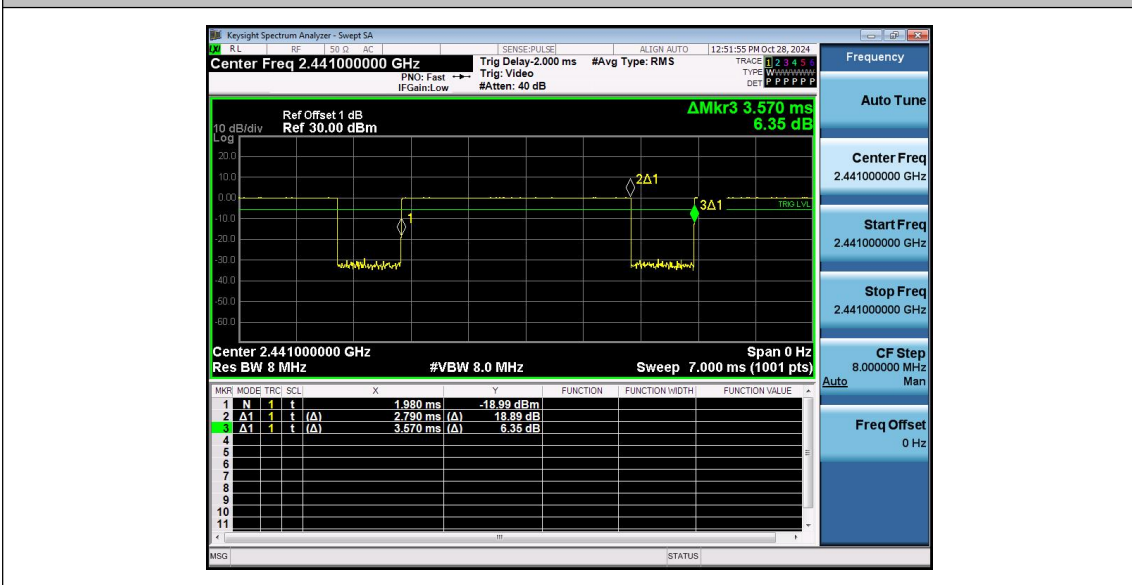 Keysight Spectrum Analyzer - Swept SA
LXI RL RF 50 Ω AC SENSE:PULSE ALIGN AUTO 12:51:55 PM Oct 28, 2024
Center Freq 2.441000000 GHz
PNO: Fast
IFGain:Low
Trig Delay-2.000 ms
Trig: Video
#Atten: 40 dB
#Avg Type: RMS
TRACE 1 2 3 4 5 6
TYPE W
DET P P P P P P
ΔMkr3 3.570 ms
6.35 dB
Ref Offset 1 dB
10 dB/div Ref 30.00 dBm
Log
20.0
10.0
0.00
-10.0
-20.0
-30.0
-40.0
-50.0
-60.0
1
2Δ1
3Δ1
TRIG LVL
Center 2.441000000 GHz Span 0 Hz
Res BW 8 MHz #VBW 8.0 MHz Sweep 7.000 ms (1001 pts)
MKR MODE TRC SCL X Y FUNCTION FUNCTION WIDTH FUNCTION VALUE
1 N 1 t 1.980 ms -18.99 dBm
2 Δ1 1 t (Δ) 2.790 ms (Δ) 18.89 dB
3 Δ1 1 t (Δ) 3.570 ms (Δ) 6.35 dB
4
5
6
7
8
9
10
11
MSG STATUS
Frequency
Auto Tune
Center Freq
2.441000000 GHz
Start Freq
2.441000000 GHz
Stop Freq
2.441000000 GHz
CF Step
8.000000 MHz
Auto Man
Freq Offset
0 Hz